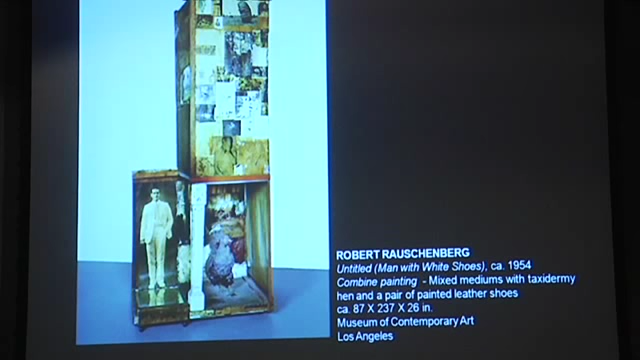 ROBERT RAUSCHENBERG
Untitled (Man with White Shoes), ca. 1954
Combine painting - Mixed mediums with taxidermy
hen and a pair of painted leather shoes
ca. 87 X 237 X 26 in.
Museum of Contemporary Art
Los Angeles